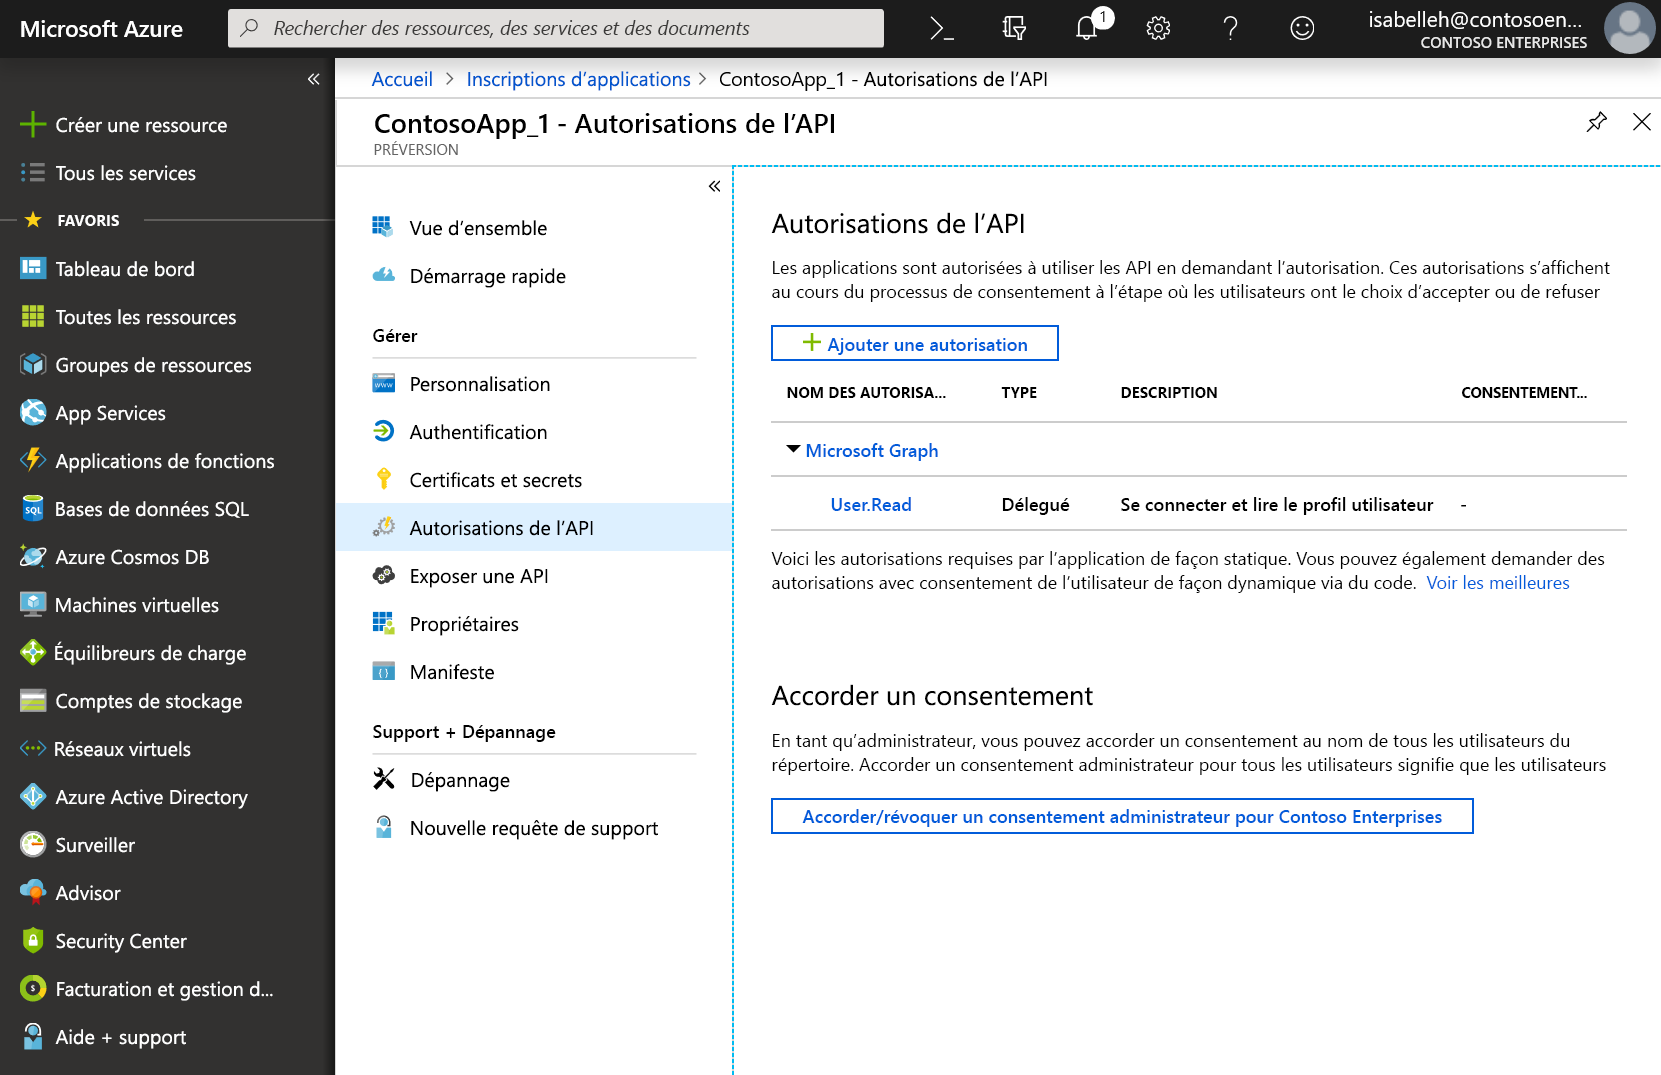 Microsoft Azure
Rechercher des ressources, des services et des documents
1
isabelleh@contosoen...
CONTOSO ENTERPRISES
Créer une ressource
Tous les services
FAVORIS
Tableau de bord
Toutes les ressources
Groupes de ressources
App Services
Applications de fonctions
Bases de données SQL
Azure Cosmos DB
Machines virtuelles
Équilibreurs de charge
Comptes de stockage
Réseaux virtuels
Azure Active Directory
Surveiller
Advisor
Security Center
Facturation et gestion d...
Aide + support
Accueil > Inscriptions d’applications > ContosoApp_1 - Autorisations de l’API
ContosoApp_1 - Autorisations de l’API
PRÉVERSION
Vue d’ensemble
Démarrage rapide
Gérer
Personnalisation
Authentification
Certificats et secrets
Autorisations de l’API
Exposer une API
Propriétaires
Manifeste
Support + Dépannage
Dépannage
Nouvelle requête de support
Autorisations de l’API
Les applications sont autorisées à utiliser les API en demandant l’autorisation. Ces autorisations s’affichent
au cours du processus de consentement à l’étape où les utilisateurs ont le choix d’accepter ou de refuser
Ajouter une autorisation
NOM DES AUTORISA... TYPE DESCRIPTION CONSENTEMENT...
Microsoft Graph
User.Read Délegué Se connecter et lire le profil utilisateur -
Voici les autorisations requises par l’application de façon statique. Vous pouvez également demander des
autorisations avec consentement de l’utilisateur de façon dynamique via du code. Voir les meilleures
Accorder un consentement
En tant qu’administrateur, vous pouvez accorder un consentement au nom de tous les utilisateurs du
répertoire. Accorder un consentement administrateur pour tous les utilisateurs signifie que les utilisateurs
Accorder/révoquer un consentement administrateur pour Contoso Enterprises